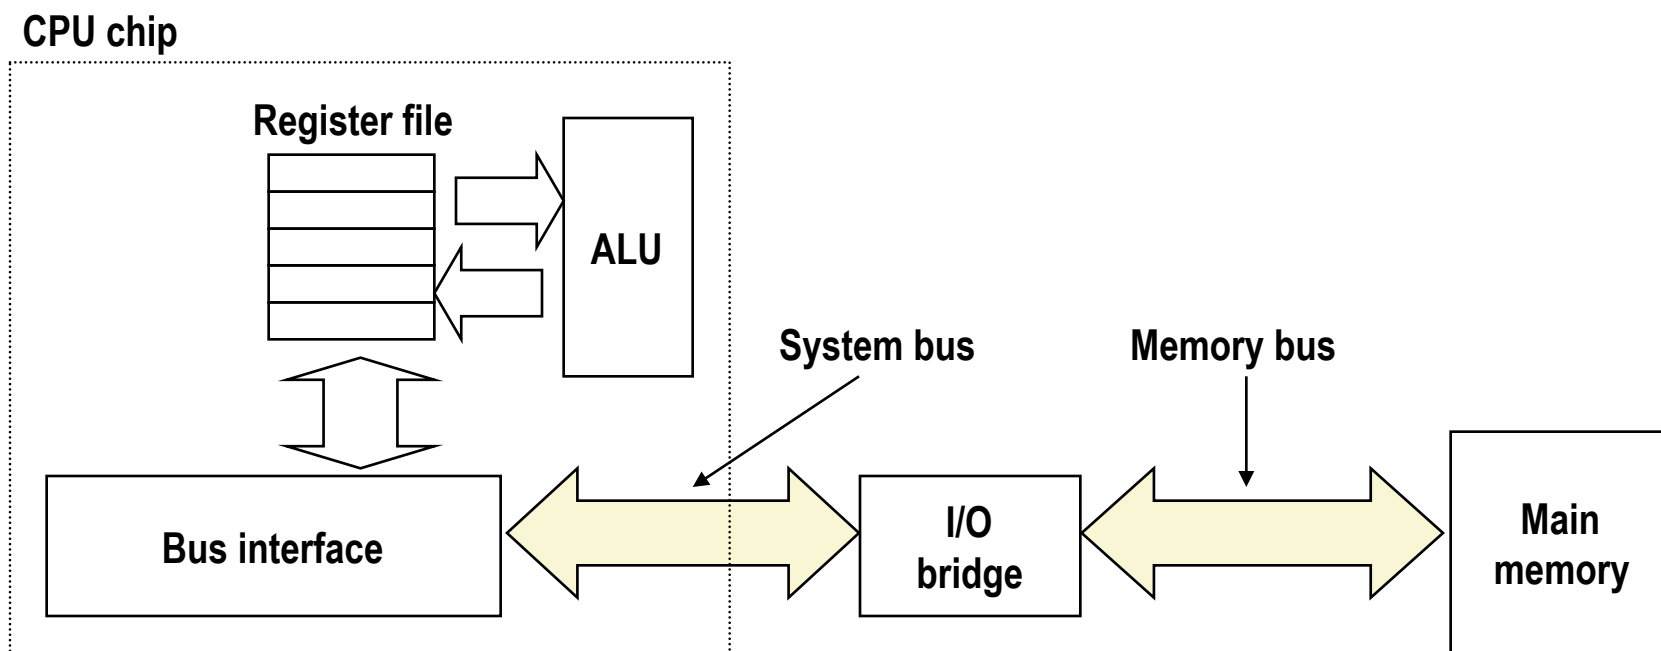 CPU chip
Register file
ALU
System bus
Memory bus
Bus interface
I/O
bridge
Main
memory